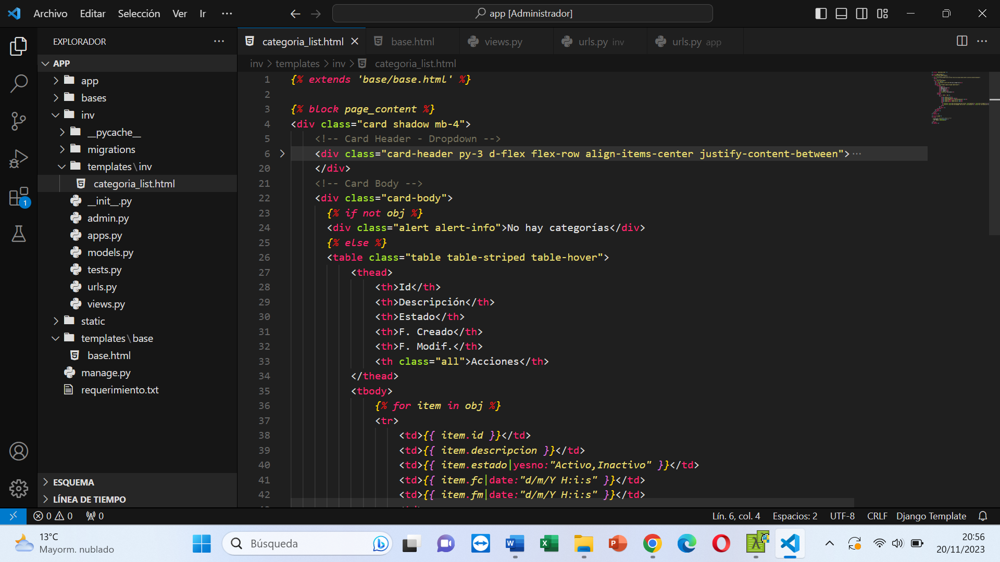 Archivo Editar Selección Ver Ir ···
app [Administrador]
EXPLORADOR
APP
app
bases
inv
__pycache__
migrations
templates\inv
categoria_list.html
__init__.py
admin.py
apps.py
models.py
tests.py
urls.py
views.py
static
templates\base
base.html
manage.py
requerimiento.txt
ESQUEMA
LÍNEA DE TIEMPO
1
categoria_list.html base.html views.py urls.py inv urls.py app
inv > templates > inv > categoria_list.html
1 {% extends 'base/base.html' %}
2
3 {% block page_content %}
4 <div class="card shadow mb-4">
5 <!-- Card Header - Dropdown -->
6 <div class="card-header py-3 d-flex flex-row align-items-center justify-content-between">···
20 </div>
21 <!-- Card Body -->
22 <div class="card-body">
23 {% if not obj %}
24 <div class="alert alert-info">No hay categorías</div>
25 {% else %}
26 <table class="table table-striped table-hover">
27 <thead>
28 <th>Id</th>
29 <th>Descripción</th>
30 <th>Estado</th>
31 <th>F. Creado</th>
32 <th>F. Modif.</th>
33 <th class="all">Acciones</th>
34 </thead>
35 <tbody>
36 {% for item in obj %}
37 <tr>
38 <td>{{ item.id }}</td>
39 <td>{{ item.descripcion }}</td>
40 <td>{{ item.estado|yesno:"Activo,Inactivo" }}</td>
41 <td>{{ item.fc|date:"d/m/Y H:i:s" }}</td>
42 <td>{{ item.fm|date:"d/m/Y H:i:s" }}</td>
0 0 0
Lín. 6, col. 4 Espacios: 2 UTF-8 CRLF Django Template
13°C
Mayorm. nublado
Búsqueda
20:56
20/11/2023